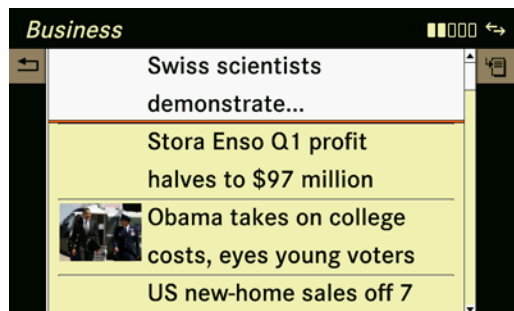 Business
Swiss scientists
demonstrate...
Stora Enso Q1 profit
halves to $97 million
Obama takes on college
costs, eyes young voters
US new-home sales off 7